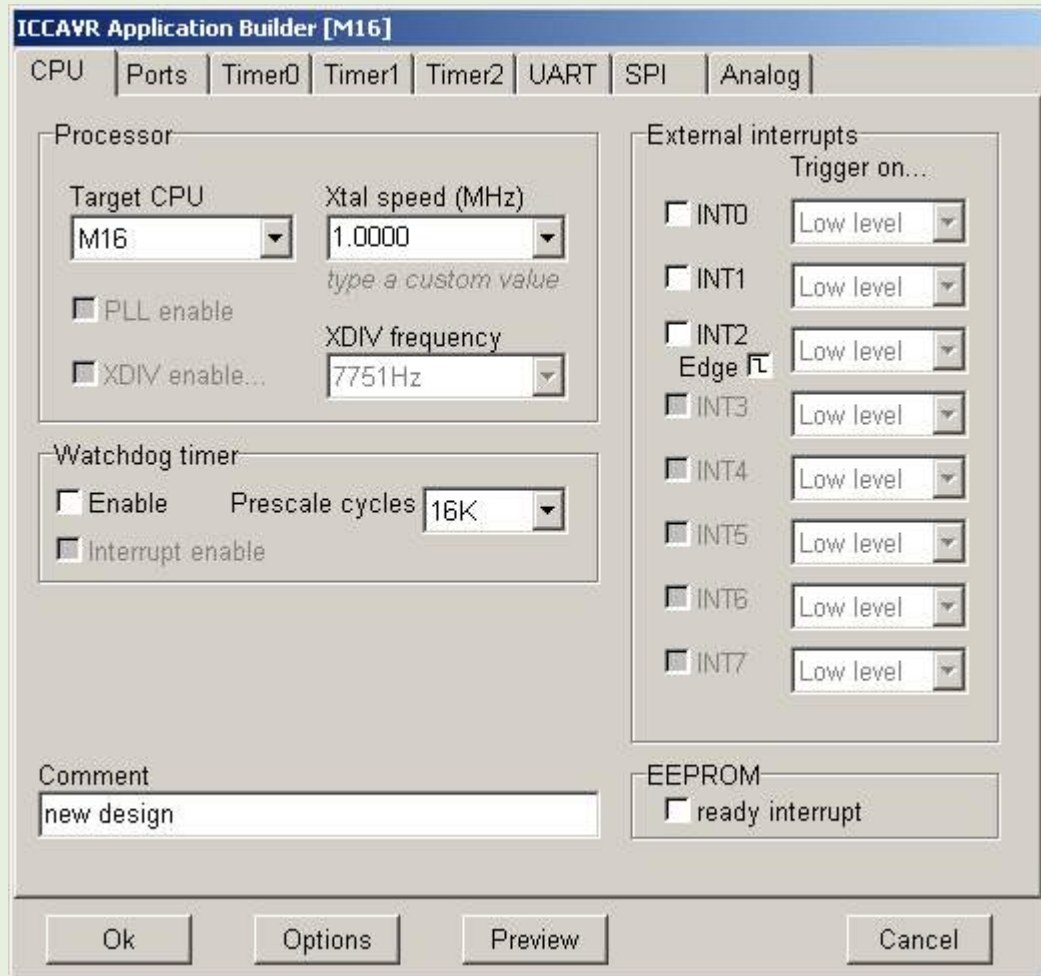 ICCAVR Application Builder [M16]
CPU Ports Timer0 Timer1 Timer2 UART SPI Analog
Processor
Target CPU Xtal speed (MHz)
M16 1.0000
type a custom value
PLL enable
XDIV frequency
XDIV enable... 7751Hz
Watchdog timer
Enable Prescale cycles 16K
Interrupt enable
External interrupts
Trigger on...
INT0 Low level
INT1 Low level
INT2 Low level
Edge
INT3 Low level
INT4 Low level
INT5 Low level
INT6 Low level
INT7 Low level
Comment
new design
EEPROM
ready interrupt
Ok Options Preview Cancel